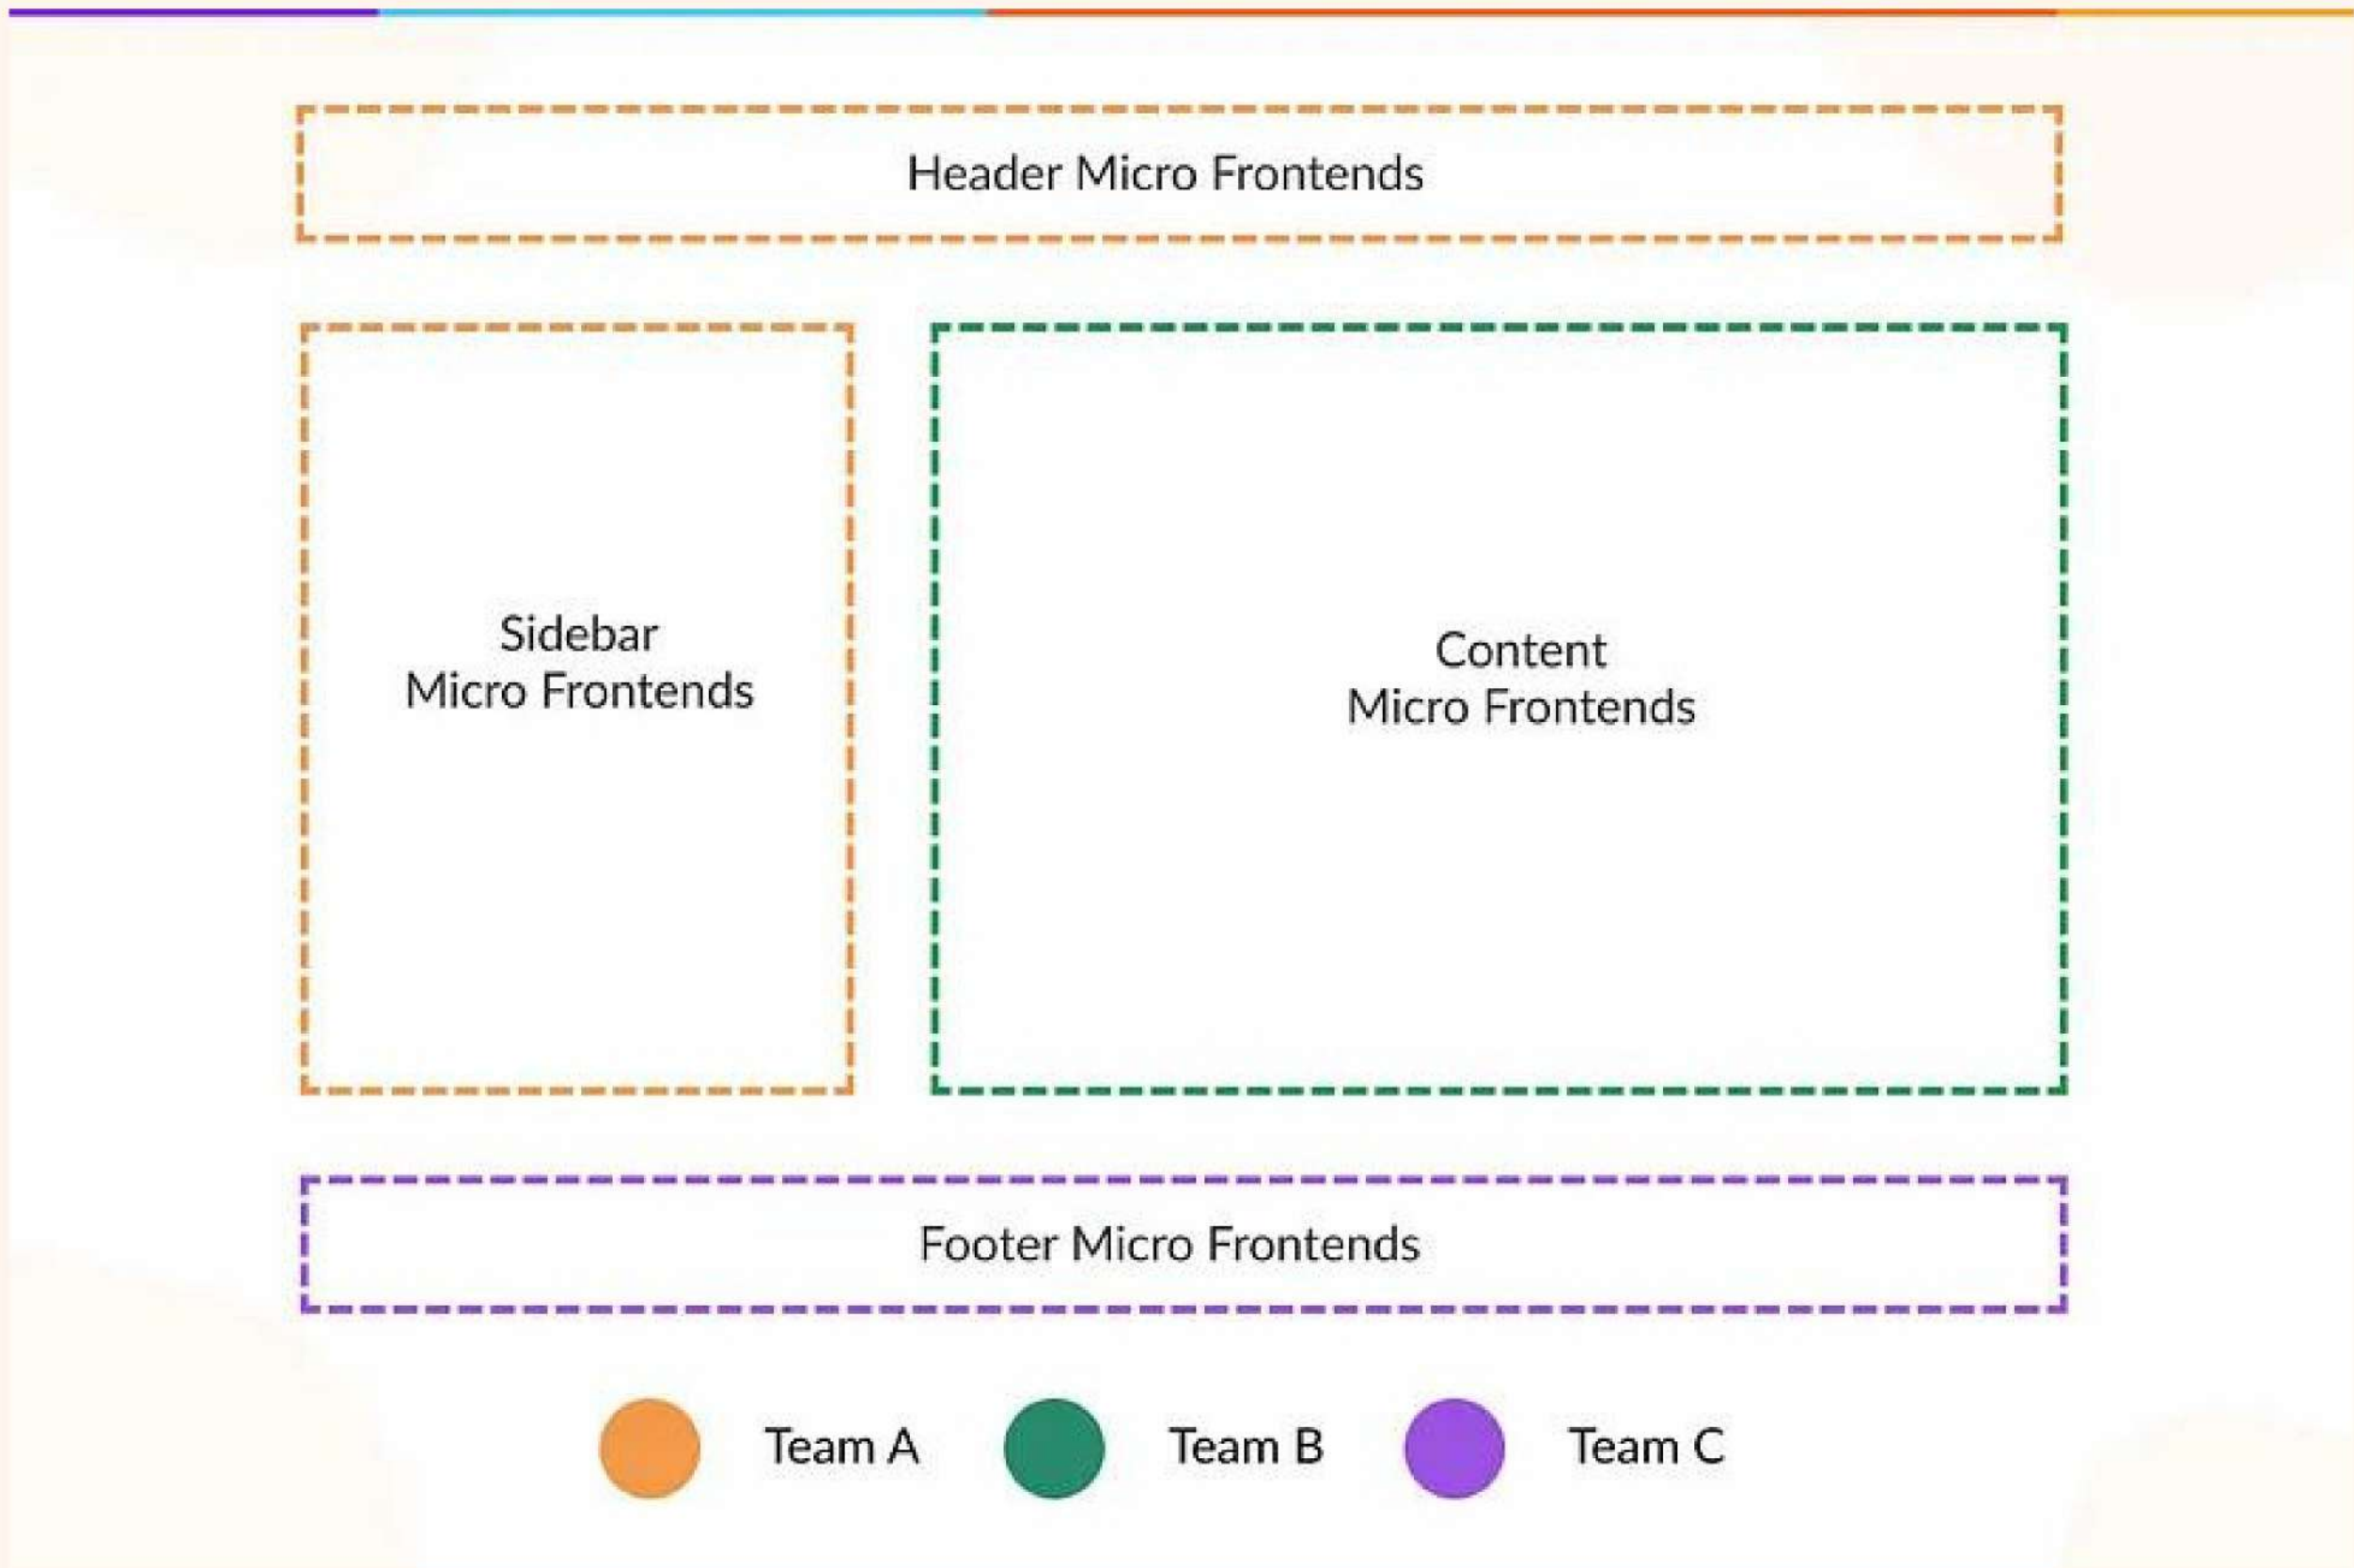 Header Micro Frontends
Sidebar
Micro Frontends
Content
Micro Frontends
Footer Micro Frontends
Team A
Team B
Team C